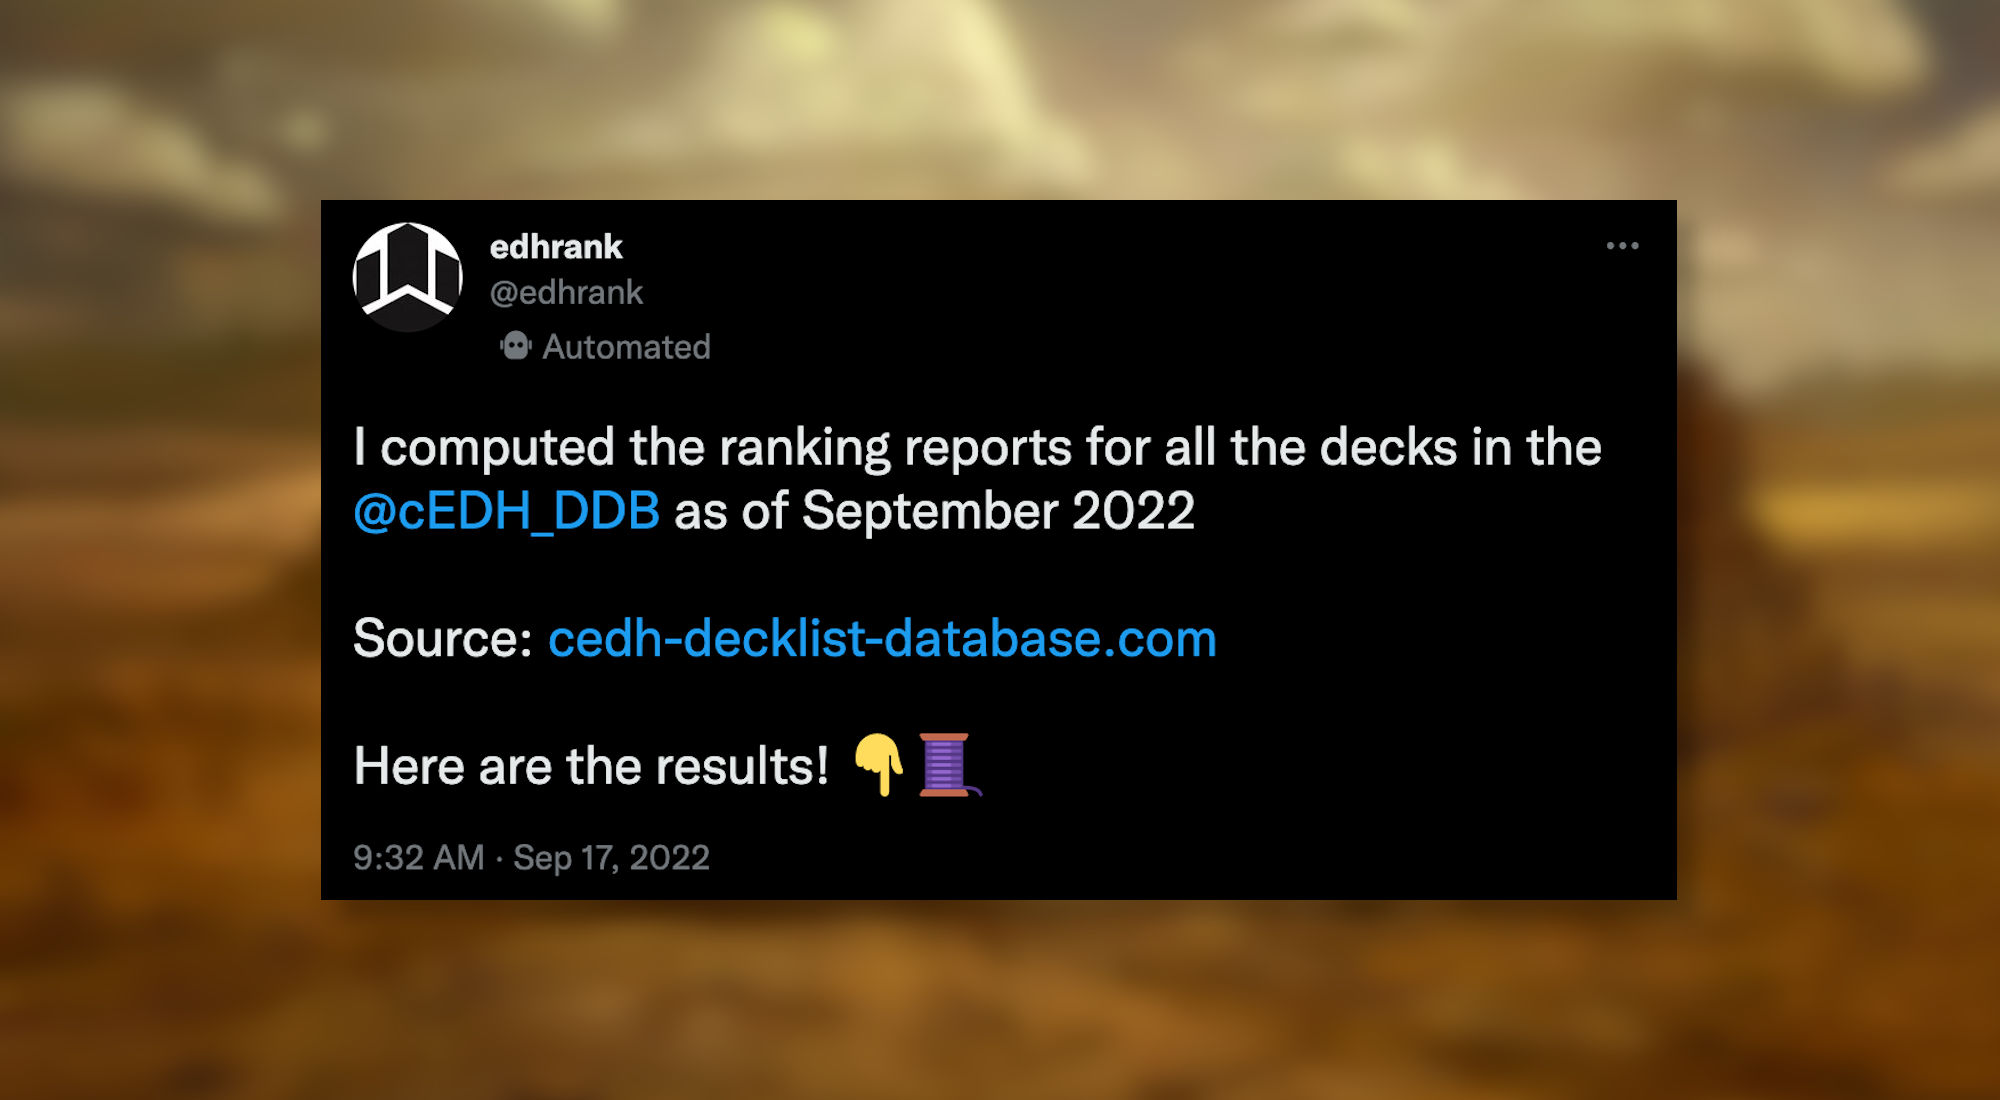 edhrank
@edhrank
Automated
I computed the ranking reports for all the decks in the
@cEDH_DDB as of September 2022
Source: cedh-decklist-database.com
Here are the results! 👇🧵
9:32 AM · Sep 17, 2022